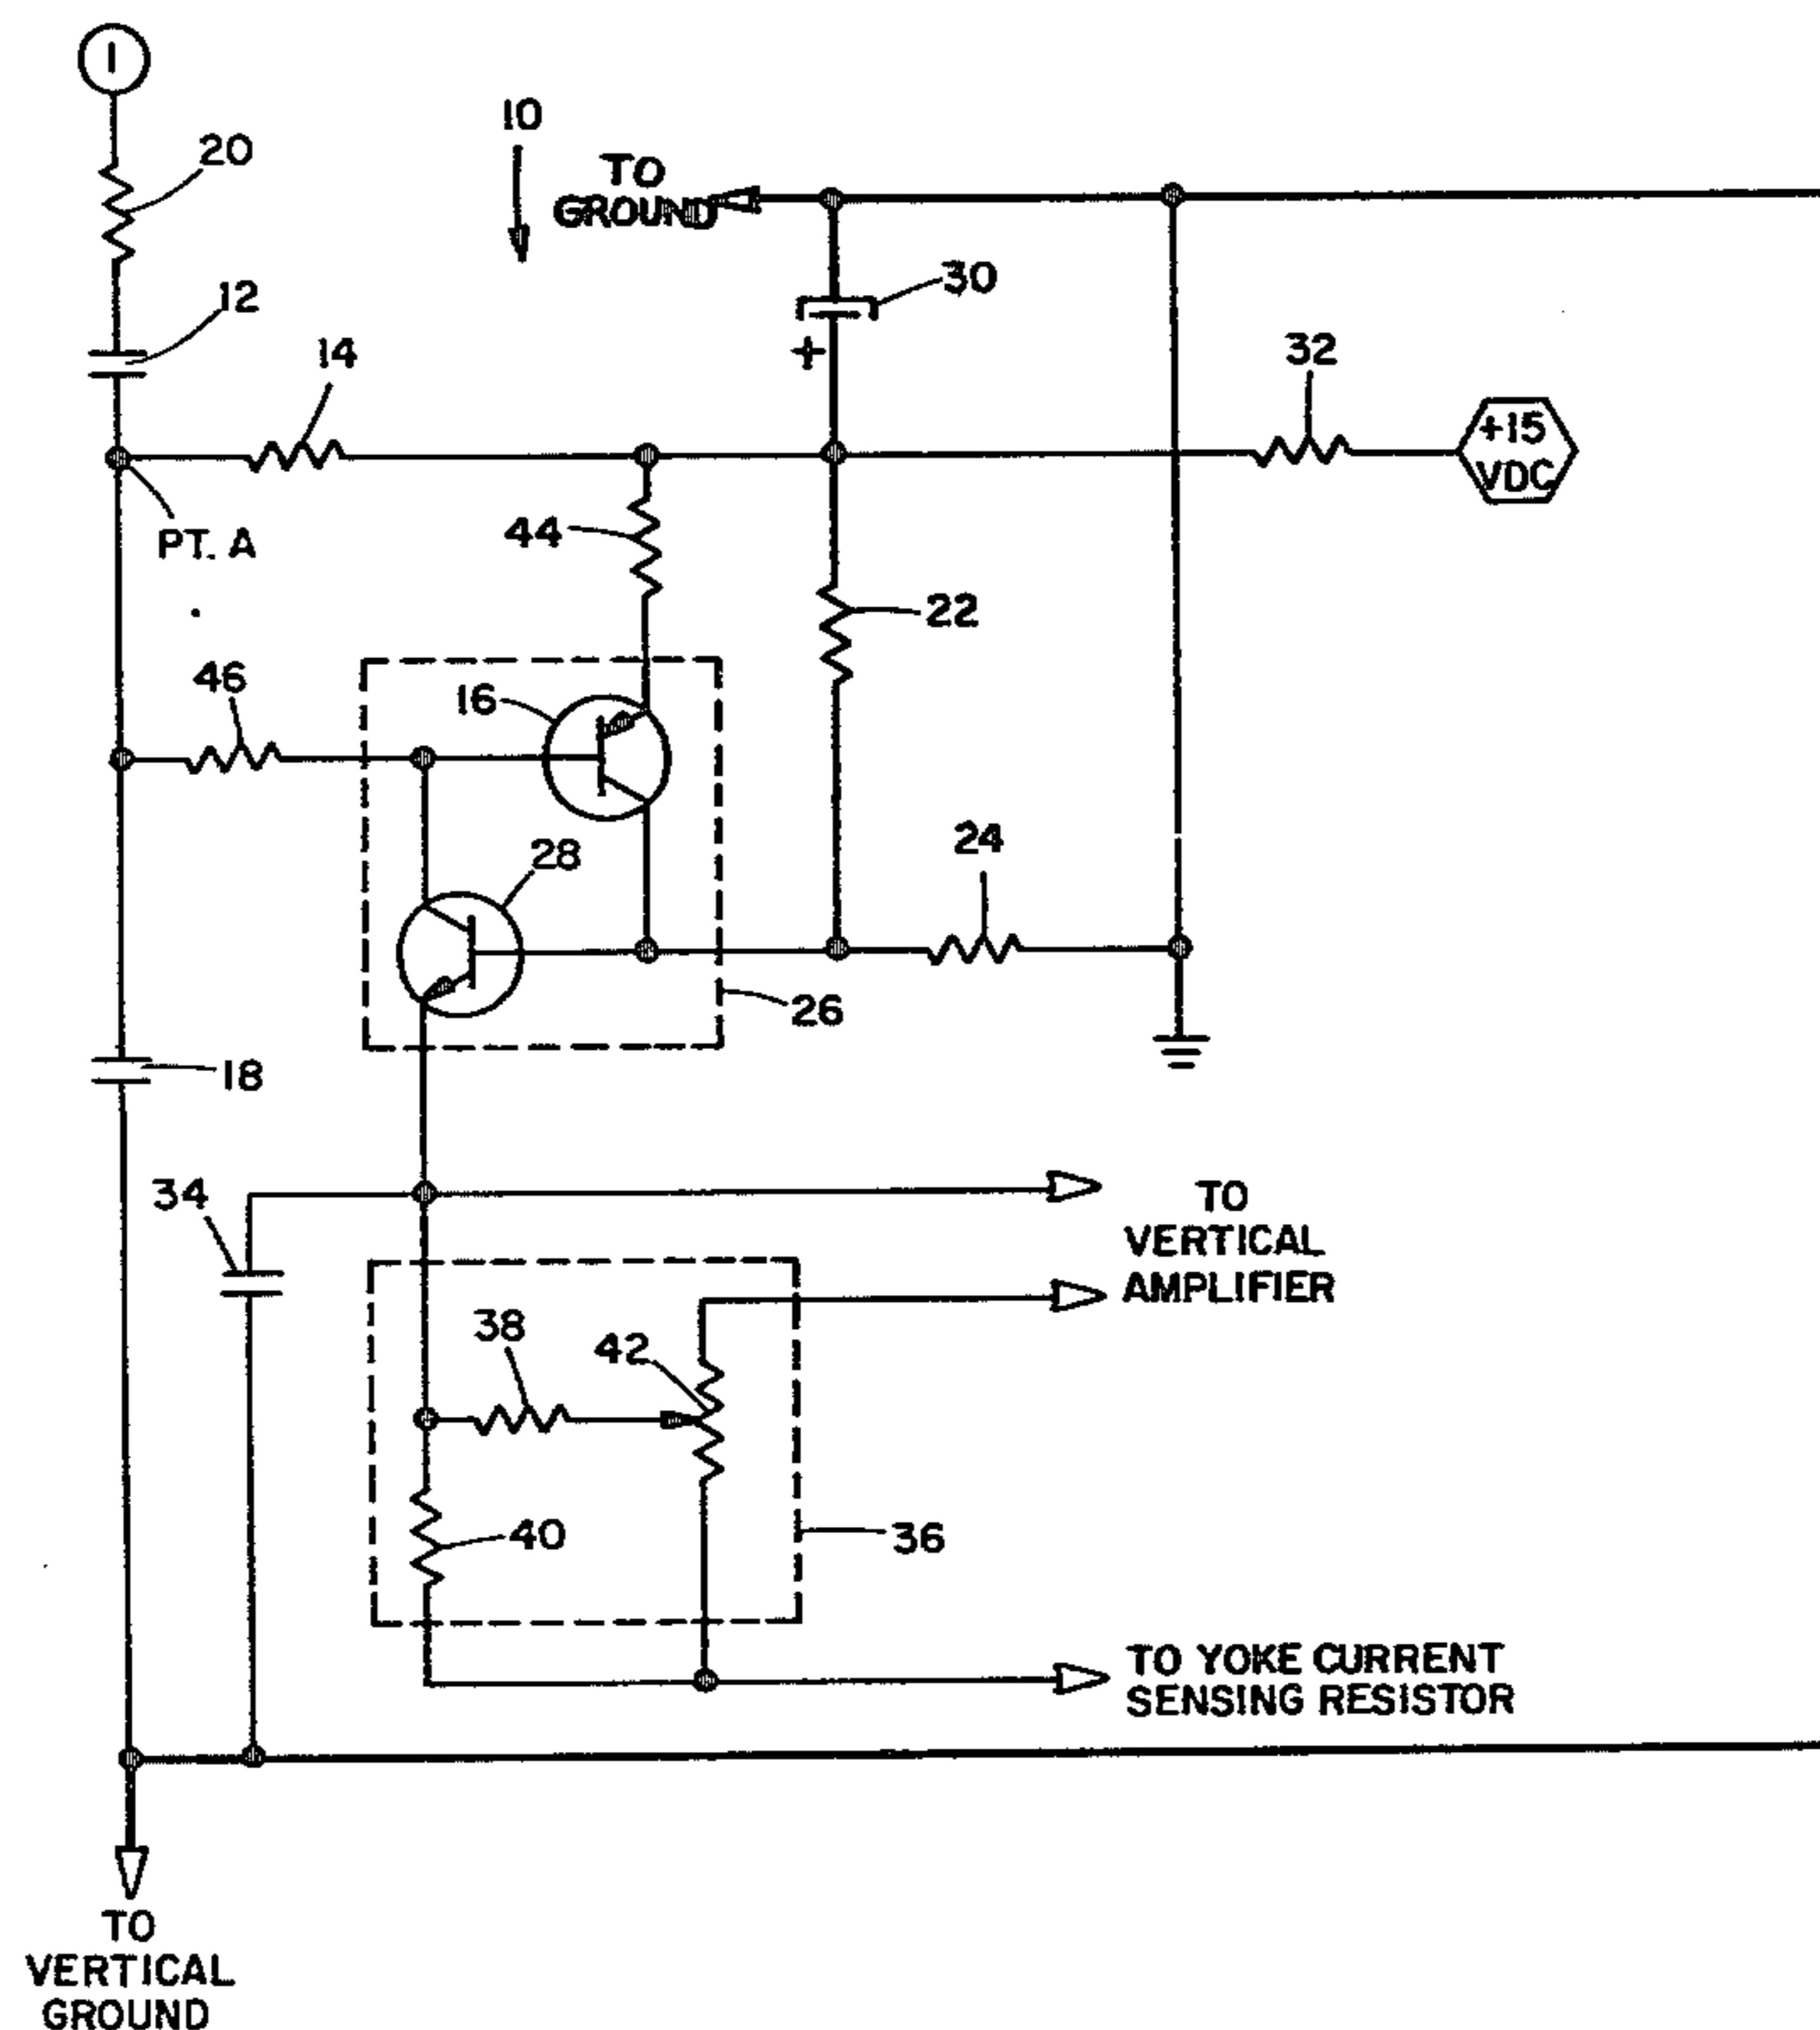 1
20
10
TO
GROUND
12
30
+
14
32
+15
VDC
44
PT. A
22
46
16
24
28
26
18
34
TO
VERTICAL
AMPLIFIER
38
42
40
36
TO YOKE CURRENT
SENSING RESISTOR
TO
VERTICAL
GROUND